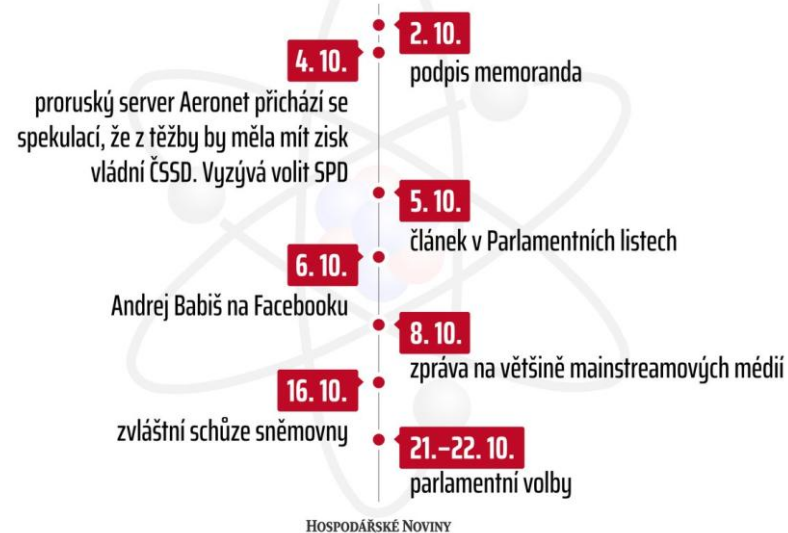 2. 10.
podpis memoranda
4. 10.
proruský server Aeronet přichází se
spekulací, že z těžby by měla mít zisk
vládní ČSSD. Vyzývá volit SPD
5. 10.
článek v Parlamentních listech
6. 10.
Andrej Babiš na Facebooku
8. 10.
zpráva na většině mainstreamových médií
16. 10.
zvláštní schůze sněmovny
21.–22. 10.
parlamentní volby
HOSPODÁŘSKÉ NOVINY